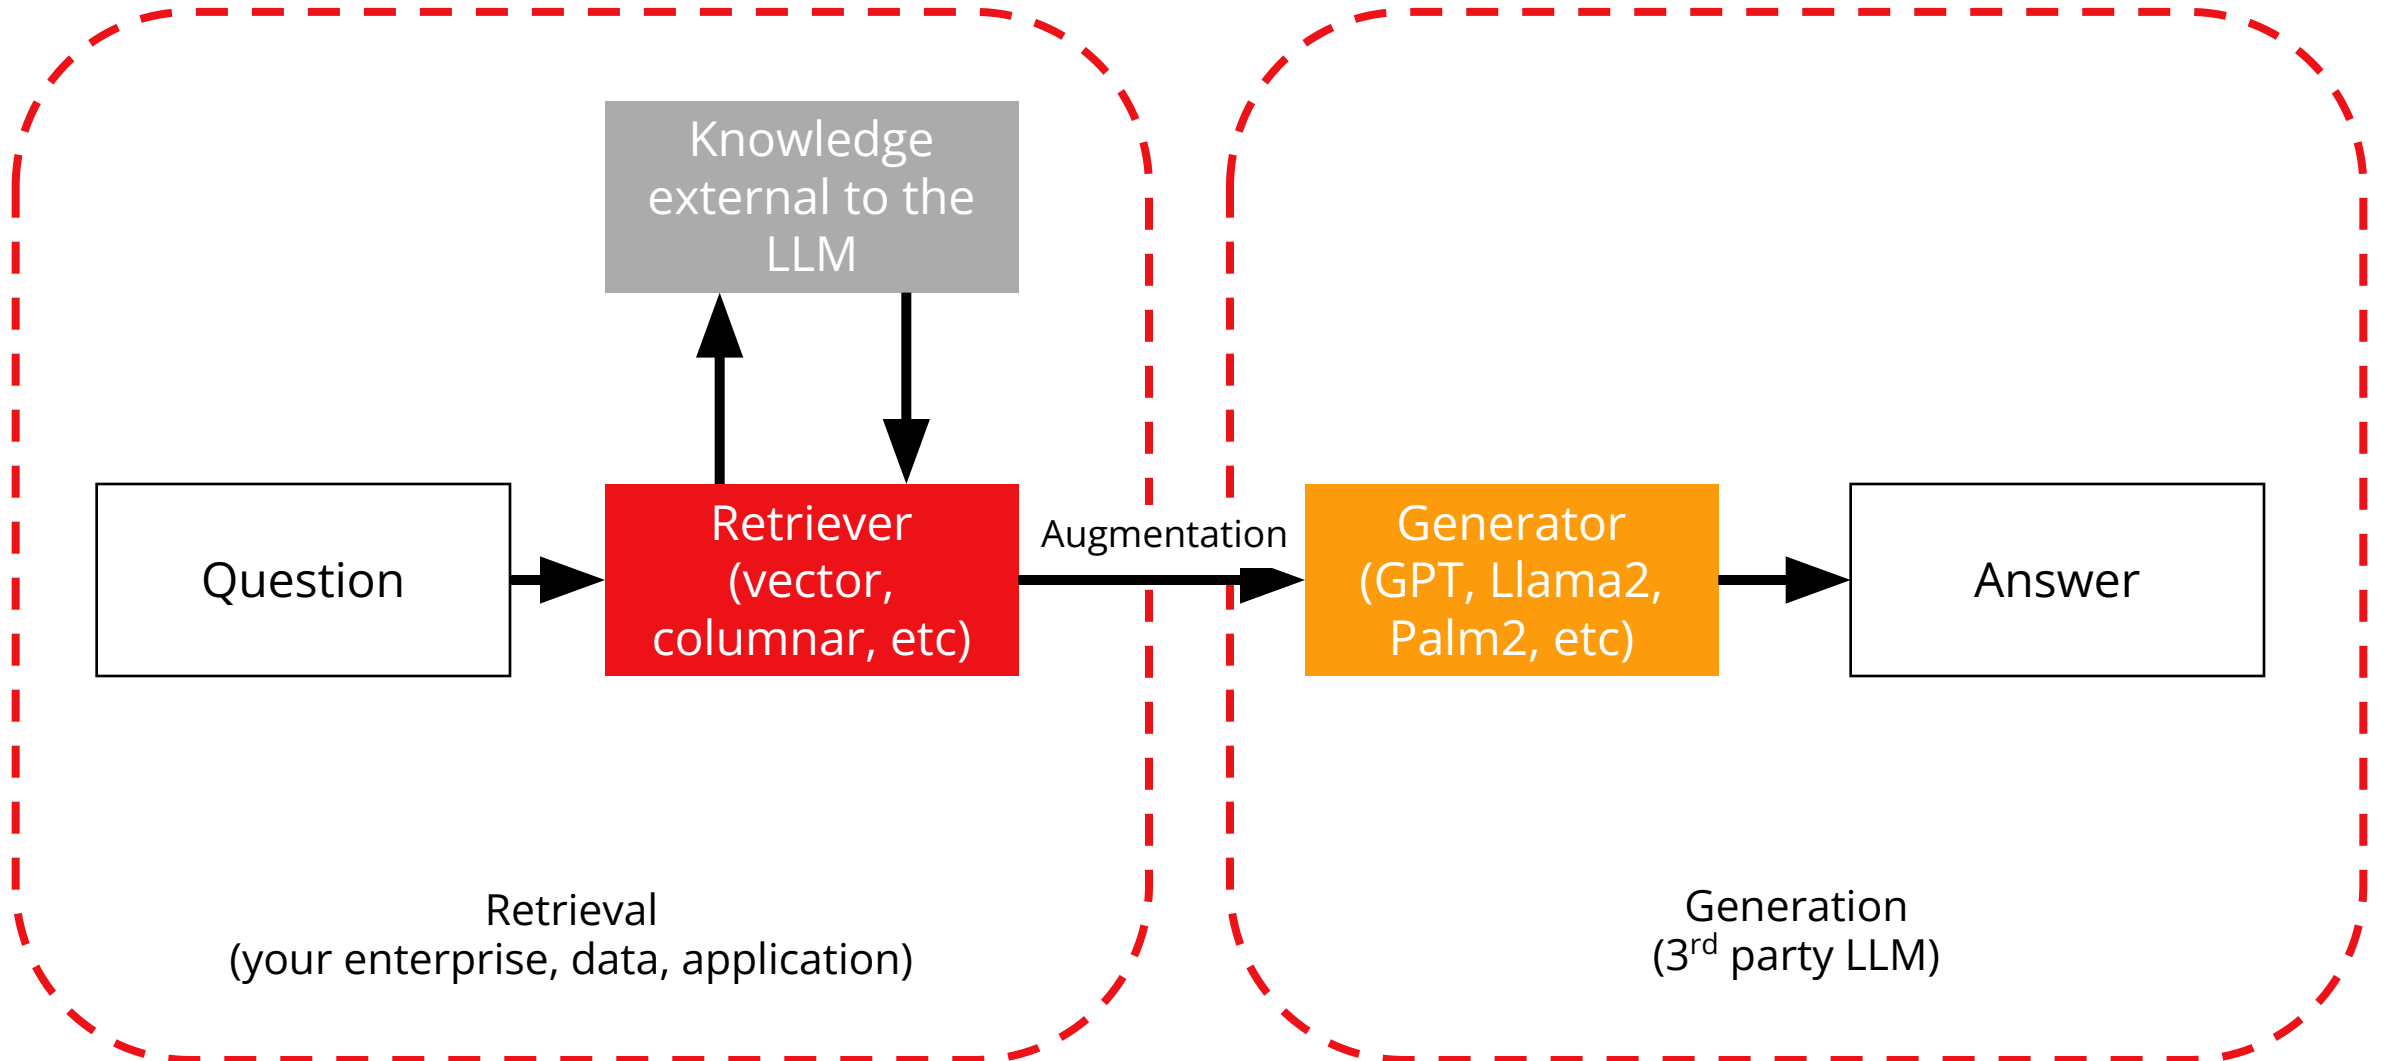 Knowledge
external to the
LLM
Question
Retriever
(vector,
columnar, etc)
Augmentation
Generator
(GPT, Llama2,
Palm2, etc)
Answer
Retrieval
(your enterprise, data, application)
Generation
(3rd party LLM)